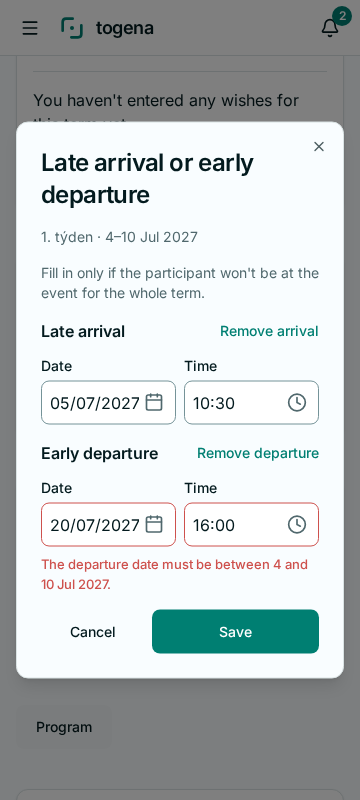 togena
2
You haven't entered any wishes for
Late arrival or early
departure
1. týden · 4–10 Jul 2027
Fill in only if the participant won't be at the
event for the whole term.
Late arrival
Remove arrival
Date
Time
05/07/2027
10:30
Early departure
Remove departure
Date
Time
20/07/2027
16:00
The departure date must be between 4 and
10 Jul 2027.
Cancel
Save
Program